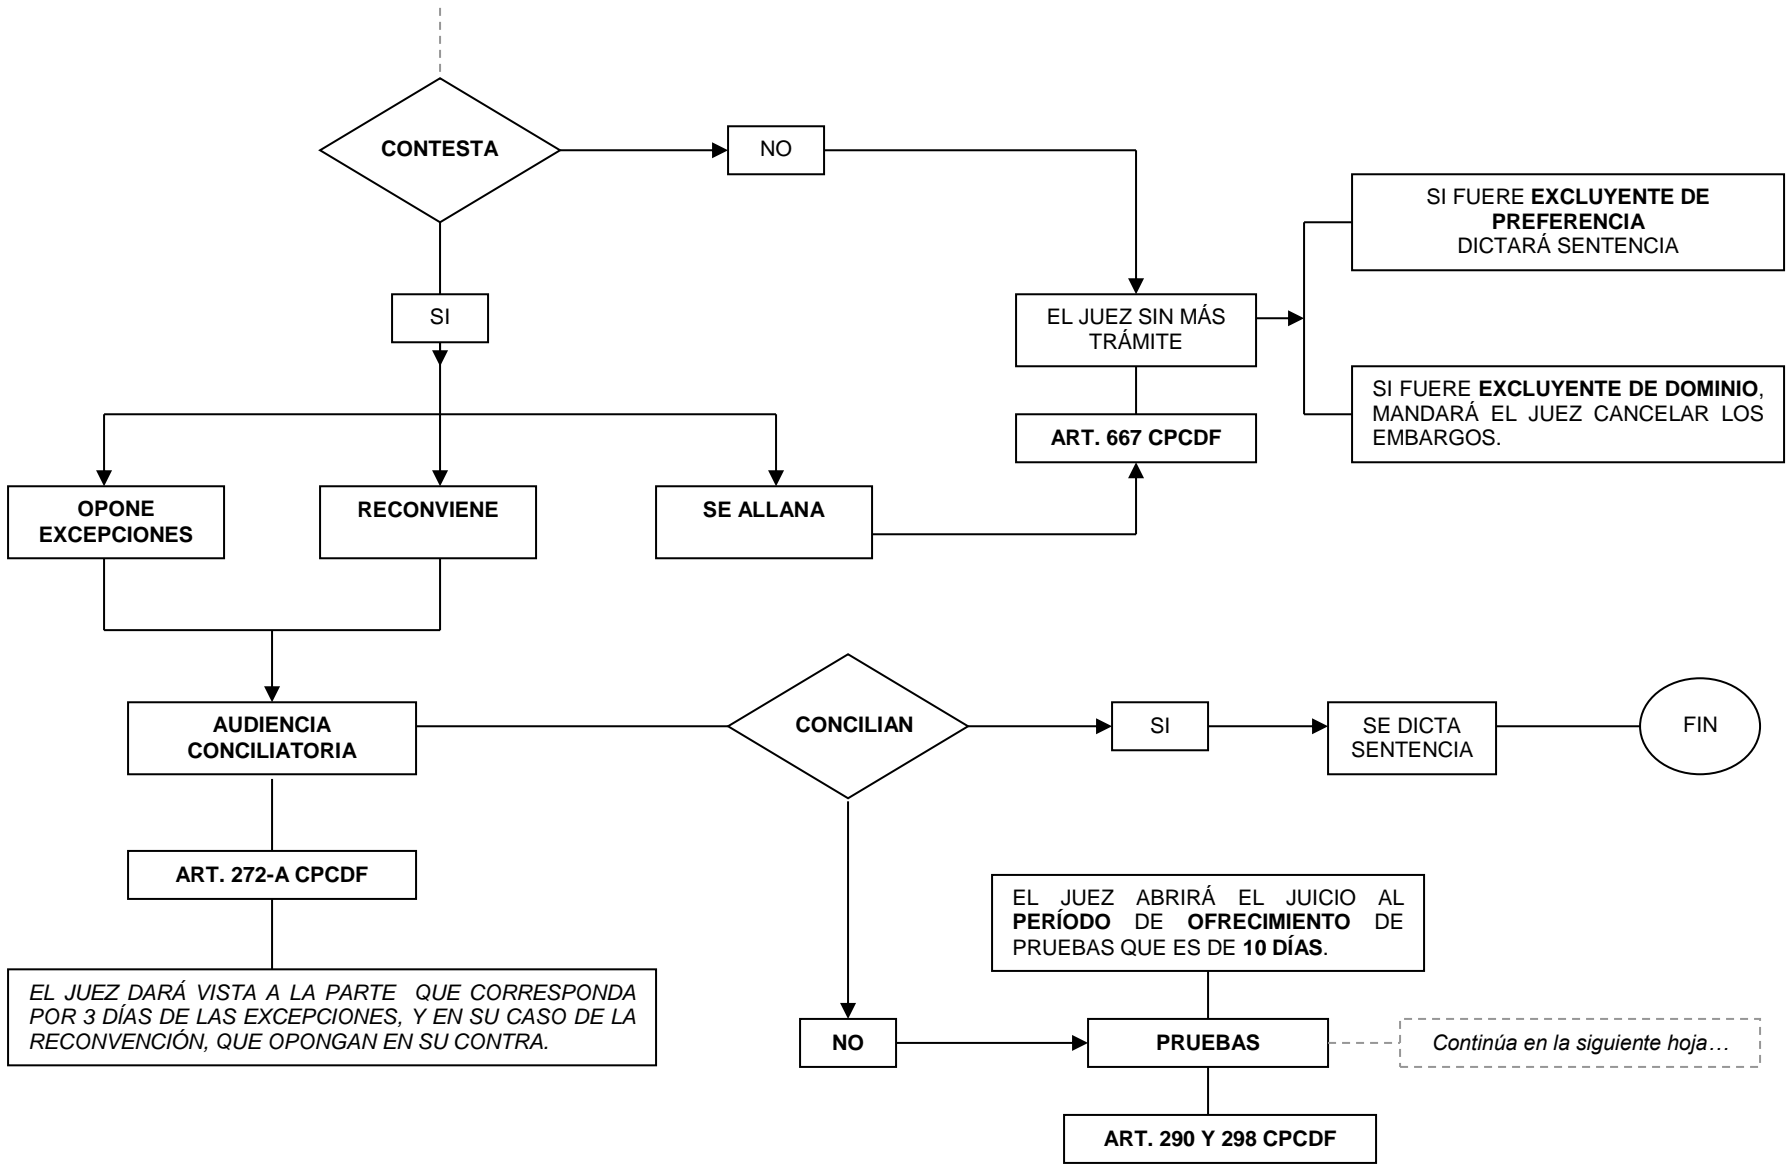 CONTESTA
NO
SI FUERE EXCLUYENTE DE
PREFERENCIA
DICTARÁ SENTENCIA
SI
EL JUEZ SIN MÁS
TRÁMITE
SI FUERE EXCLUYENTE DE DOMINIO,
MANDARÁ EL JUEZ CANCELAR LOS
EMBARGOS.
ART. 667 CPCDF
OPONE
EXCEPCIONES
RECONVIENE
SE ALLANA
AUDIENCIA
CONCILIATORIA
CONCILIAN
SI
SE DICTA
SENTENCIA
FIN
ART. 272-A CPCDF
EL JUEZ DARÁ VISTA A LA PARTE QUE CORRESPONDA
POR 3 DÍAS DE LAS EXCEPCIONES, Y EN SU CASO DE LA
RECONVENCIÓN, QUE OPONGAN EN SU CONTRA.
EL JUEZ ABRIRÁ EL JUICIO AL
PERÍODO DE OFRECIMIENTO DE
PRUEBAS QUE ES DE 10 DÍAS.
NO
PRUEBAS
Continúa en la siguiente hoja…
ART. 290 Y 298 CPCDF